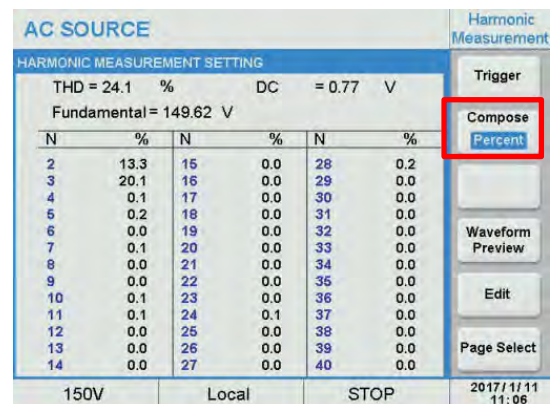 AC SOURCE
Harmonic
Measurement
HARMONIC MEASUREMENT SETTING
THD = 24.1 % DC = 0.77 V
Fundamental = 149.62 V
N % N % N %
2 13.3 15 0.0 28 0.2
3 20.1 16 0.0 29 0.0
4 0.1 17 0.0 30 0.0
5 0.2 18 0.0 31 0.0
6 0.0 19 0.0 32 0.0
7 0.1 20 0.0 33 0.0
8 0.0 21 0.0 34 0.0
9 0.0 22 0.0 35 0.0
10 0.1 23 0.0 36 0.0
11 0.1 24 0.1 37 0.0
12 0.0 25 0.0 38 0.0
13 0.0 26 0.0 39 0.0
14 0.0 27 0.0 40 0.0
Trigger
Compose
Percent
Waveform
Preview
Edit
Page Select
150V Local STOP
2017/1/11
11:06